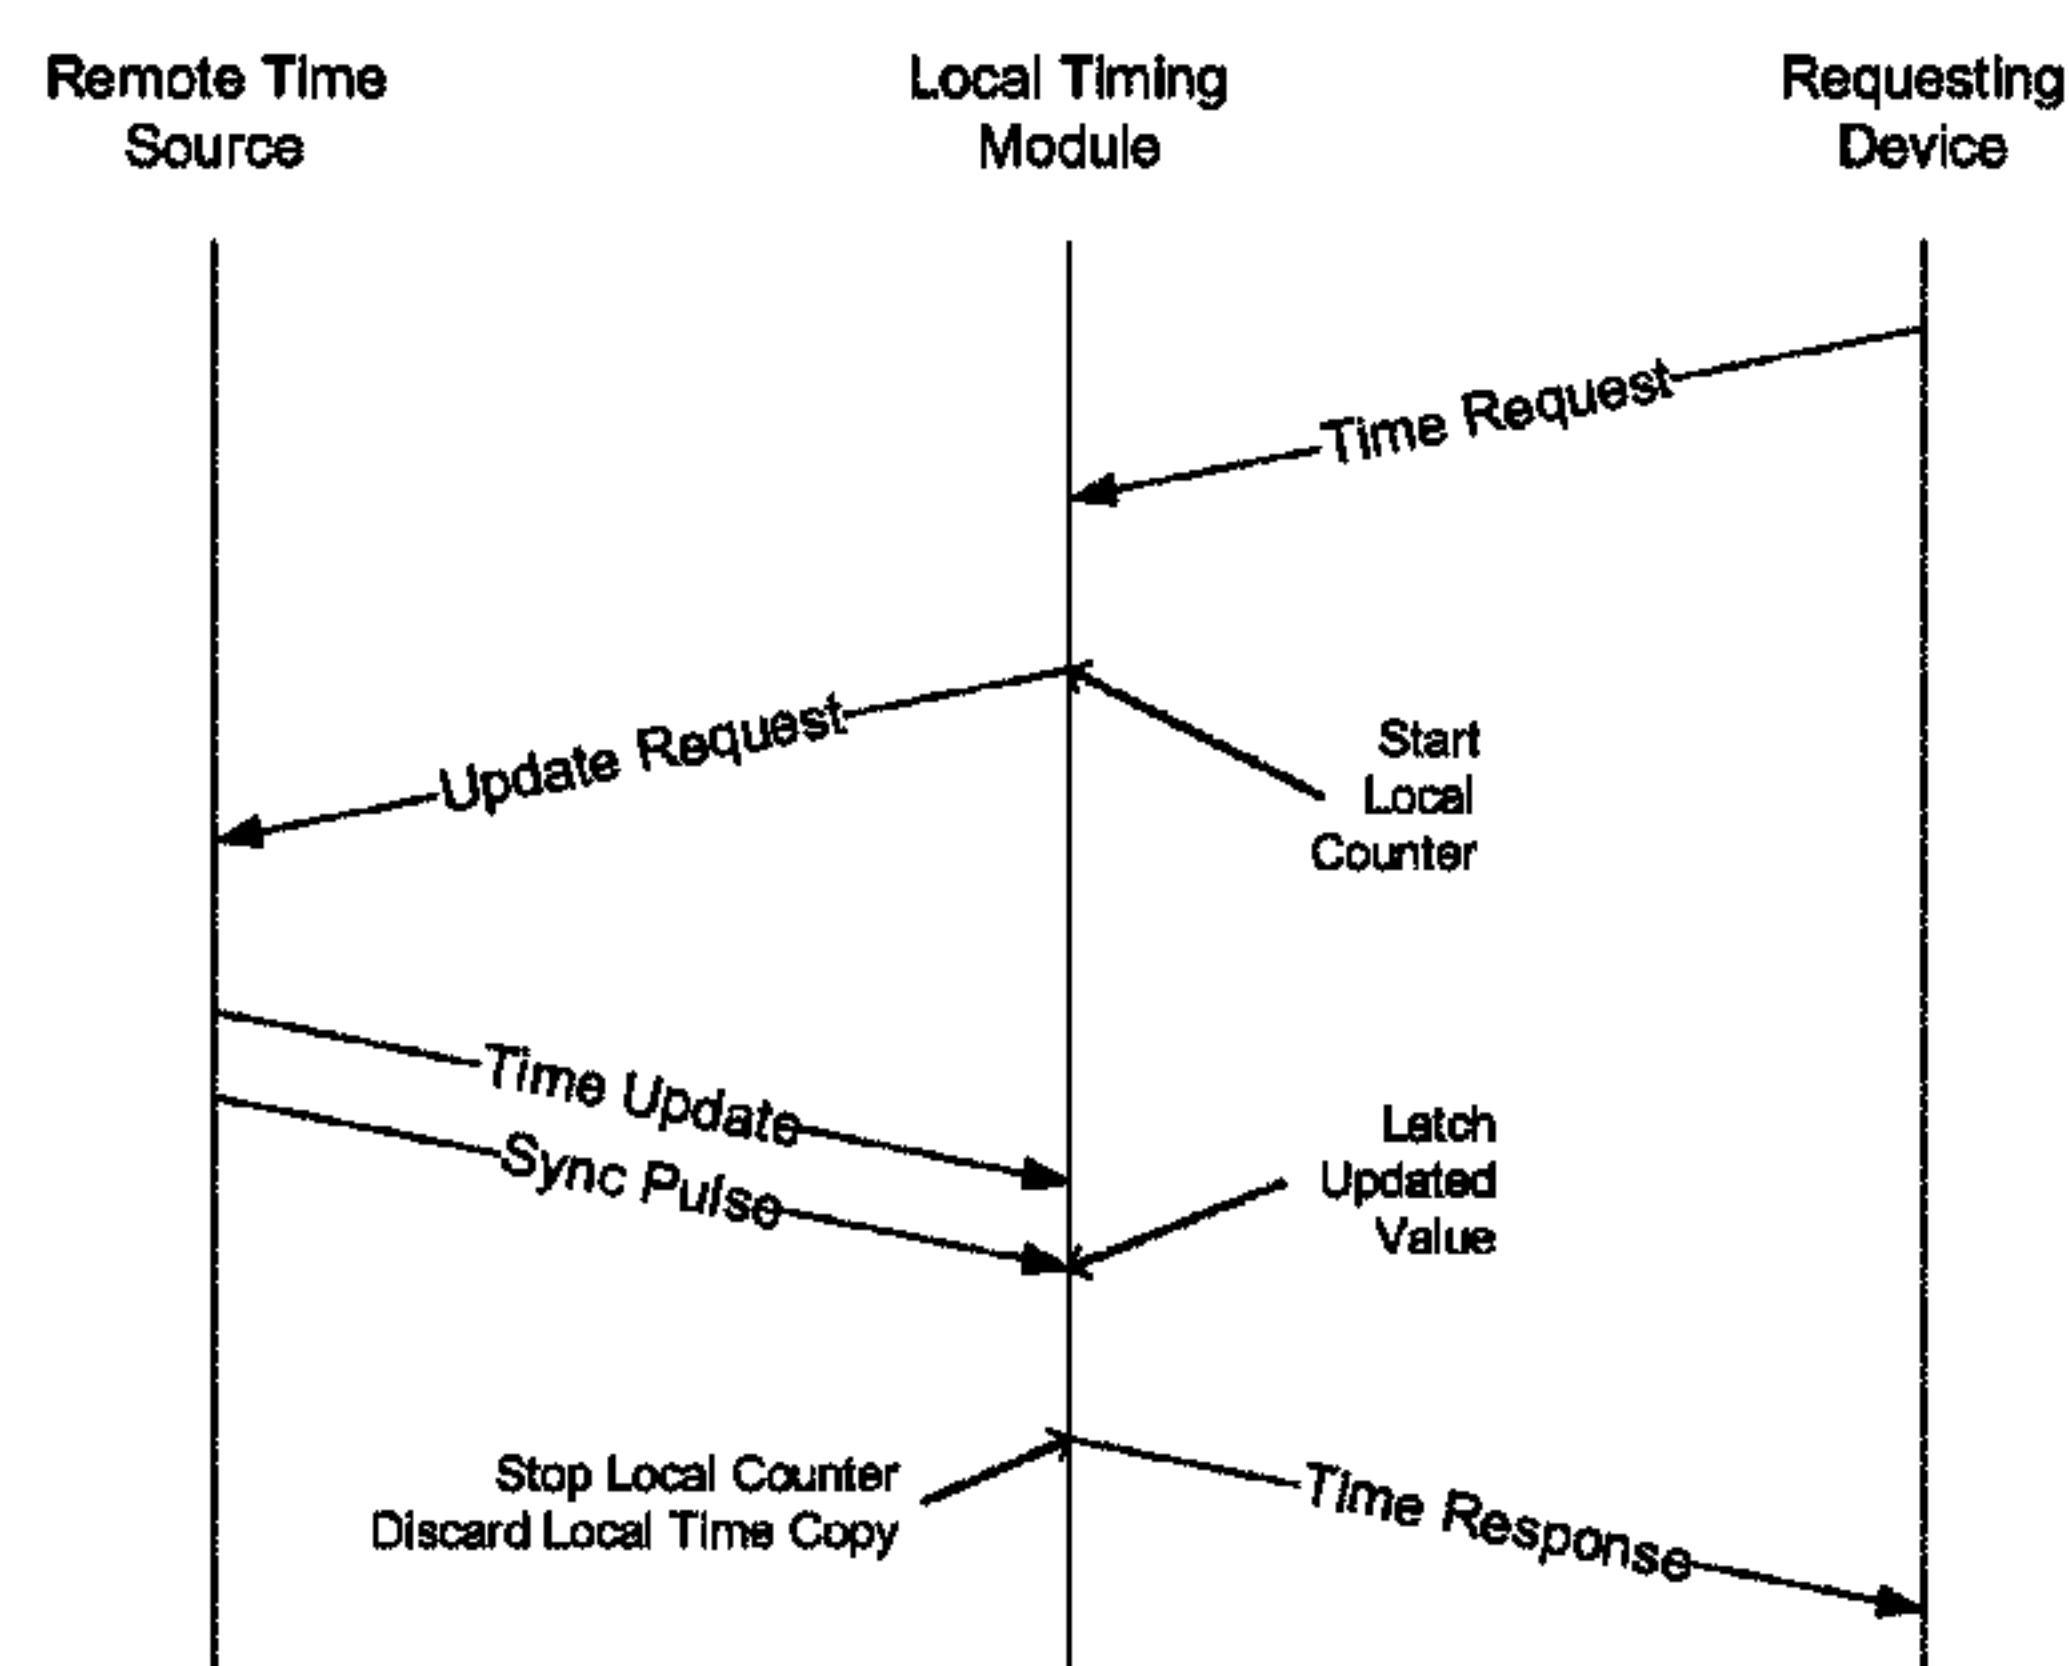 Remote Time
Source
Local Timing
Module
Requesting
Device
Time Request
Update Request
Start
Local
Counter
Time Update
Sync Pulse
Latch
Updated
Value
Stop Local Counter
Discard Local Time Copy
Time Response